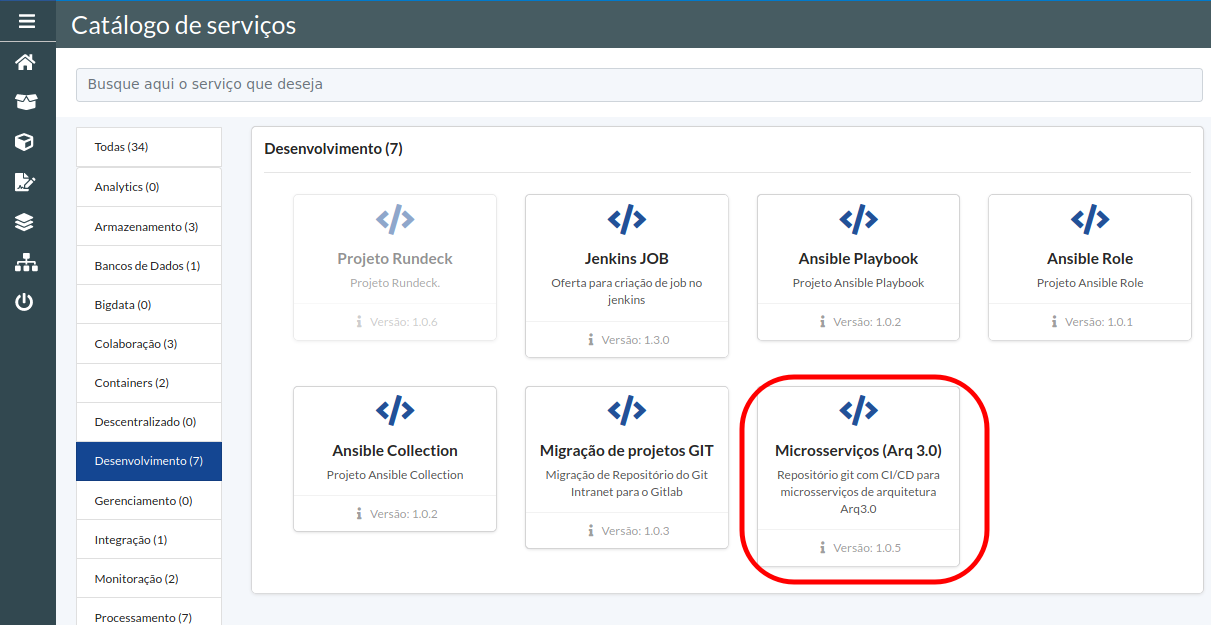 Catálogo de serviços
Busque aqui o serviço que deseja
Todas (34)
Analytics (0)
Armazenamento (3)
Bancos de Dados (1)
Bigdata (0)
Colaboração (3)
Containers (2)
Descentralizado (0)
Desenvolvimento (7)
Gerenciamento (0)
Integração (1)
Monitoração (2)
Processamento (7)
Desenvolvimento (7)
Projeto Rundeck
Projeto Rundeck.
Versão: 1.0.6
Jenkins JOB
Oferta para criação de job no
jenkins
Versão: 1.3.0
Ansible Playbook
Projeto Ansible Playbook
Versão: 1.0.2
Ansible Role
Projeto Ansible Role
Versão: 1.0.1
Ansible Collection
Projeto Ansible Collection
Versão: 1.0.2
Migração de projetos GIT
Migração de Repositório do Git
Intranet para o Gitlab
Versão: 1.0.3
Microsserviços (Arq 3.0)
Repositório git com CI/CD para
microsserviços de arquitetura
Arq3.0
Versão: 1.0.5